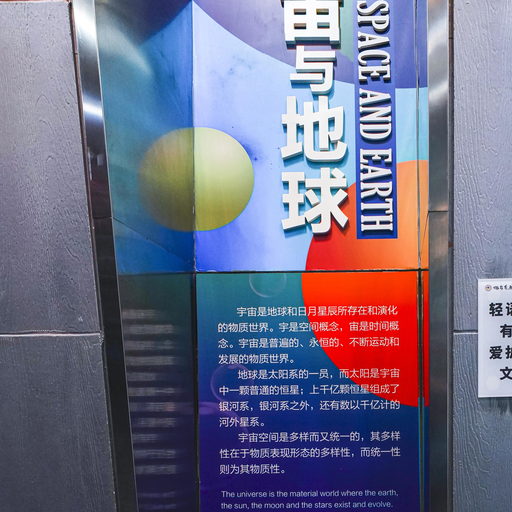 宙与地球
SPACE AND EARTH
宇宙是地球和日月星辰所存在和演化
的物质世界。宇是空间概念，宙是时间概
念。宇宙是普遍的、永恒的、不断运动和
发展的物质世界。
地球是太阳系的一员，而太阳是宇宙
中一颗普通的恒星；上千亿颗恒星组成了
银河系，银河系之外，还有数以千亿计的
河外星系。
宇宙空间是多样而又统一的，其多样
性在于物质表现形态的多样性，而统一性
则为其物质性。
The universe is the material world where the earth,
the sun, the moon and the stars exist and evolve.
轻
有
爱
文